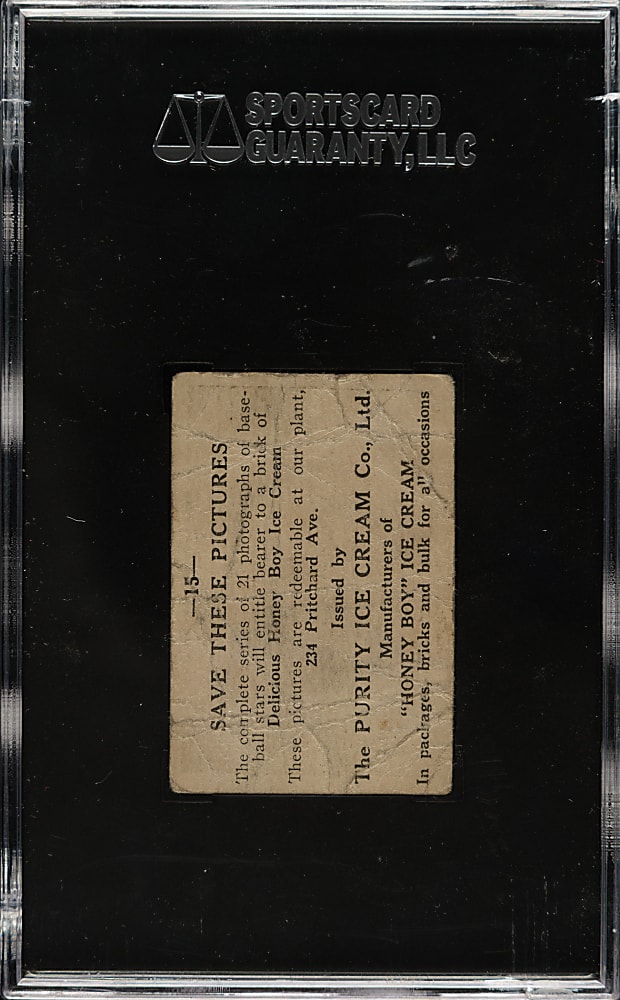 SPORTSCARD
GUARANTY, LLC
—15—
SAVE THESE PICTURES
The complete series of 21 photographs of base-
ball stars will entitle bearer to a brick of
Delicious Honey Boy Ice Cream
These pictures are redeemable at our plant,
234 Pritchard Ave.
Issued by
The PURITY ICE CREAM Co., Ltd.
Manufacturers of
"HONEY BOY" ICE CREAM
In packages, bricks and bulk for a" occasions